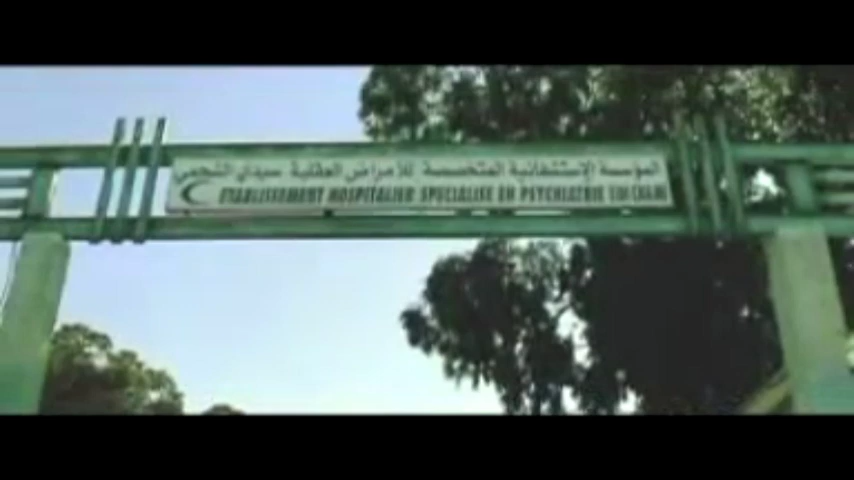 المؤسسة الإستشفائية المتخصصة للأمراض العقلية سيدي الشحمي
ETABLISSEMENT HOSPITALIER SPECIALISE EN PSYCHIATRIE